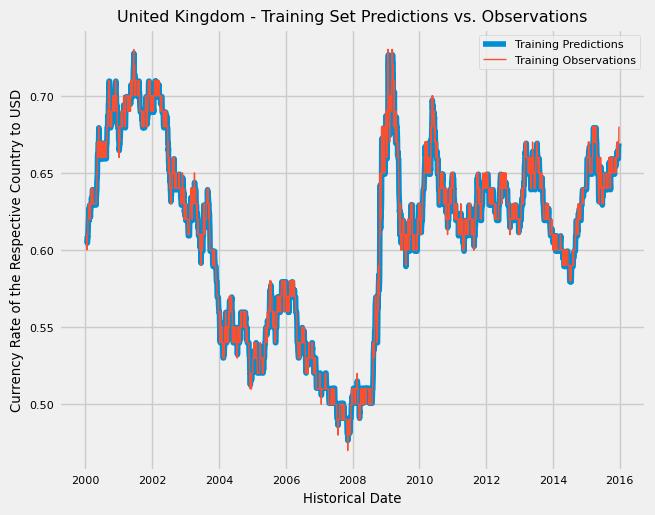 United Kingdom - Training Set Predictions vs. Observations
Training Predictions
Training Observations
Currency Rate of the Respective Country to USD
0.70
0.65
0.60
0.55
0.50
2000 2002 2004 2006 2008 2010 2012 2014 2016
Historical Date